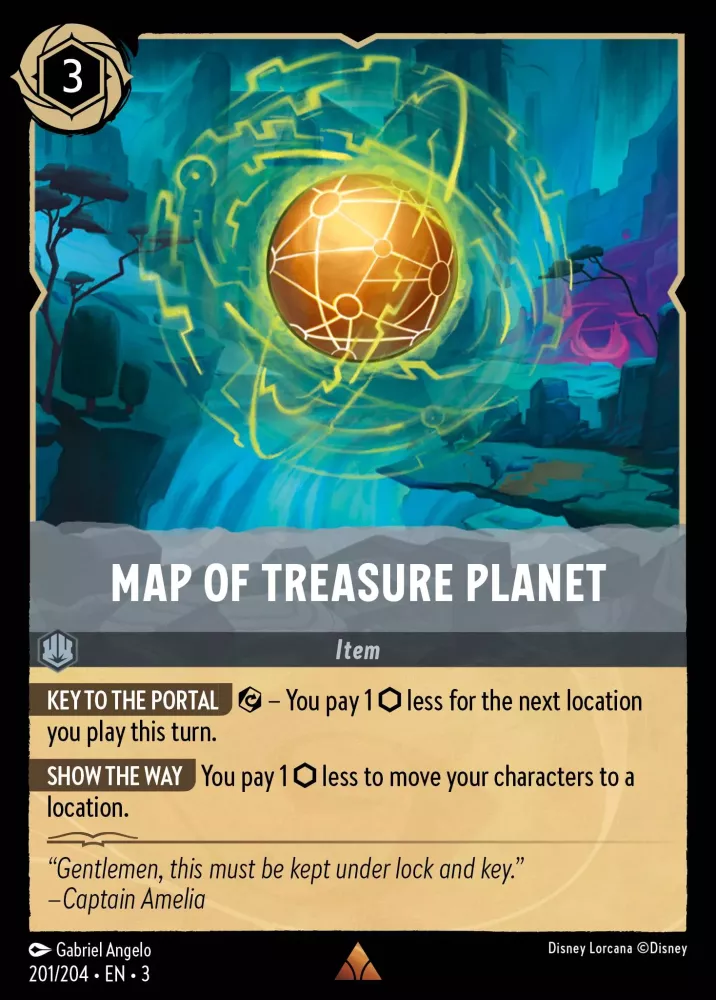 3
MAP OF TREASURE PLANET
Item
KEY TO THE PORTAL – You pay 1 less for the next location
you play this turn.
SHOW THE WAY You pay 1 less to move your characters to a
location.
“Gentlemen, this must be kept under lock and key.”
–Captain Amelia
Gabriel Angelo
Disney Lorcana ©Disney
201/204 • EN • 3